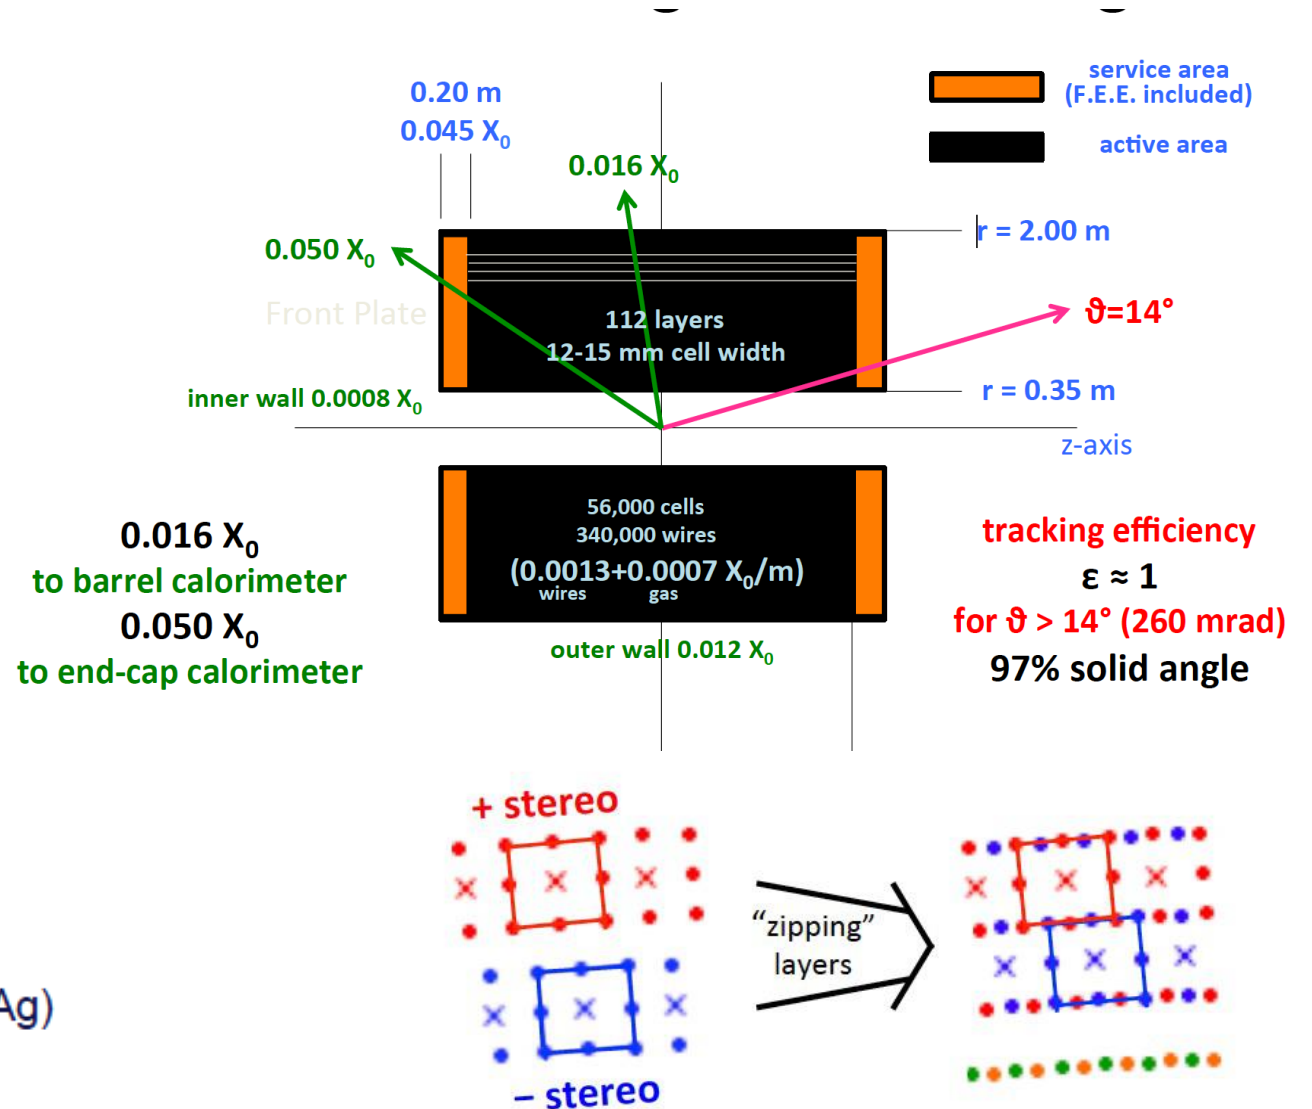 0.20 m
0.045 X₀
service area
(F.E.E. included)
active area
0.016 X₀
0.050 X₀
r = 2.00 m
Front Plate
112 layers
12-15 mm cell width
ϑ=14°
inner wall 0.0008 X₀
r = 0.35 m
z-axis
56,000 cells
340,000 wires
(0.0013+0.0007 X₀/m)
wires gas
outer wall 0.012 X₀
0.016 X₀
to barrel calorimeter
0.050 X₀
to end-cap calorimeter
tracking efficiency
ε ≈ 1
for ϑ > 14° (260 mrad)
97% solid angle
+ stereo
"zipping"
layers
Ag)
− stereo